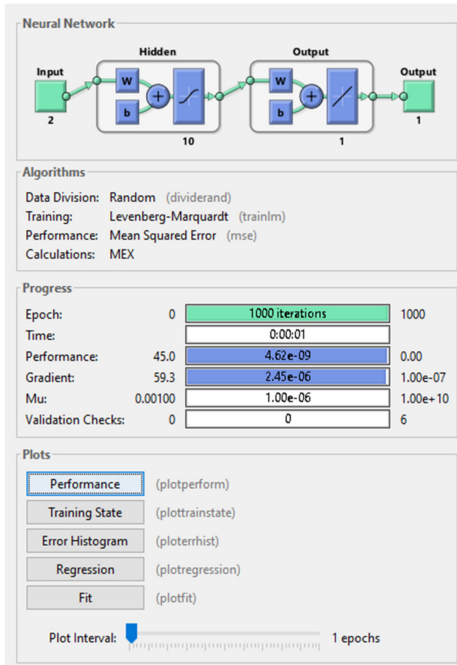 Neural Network
Hidden
Output
Input
W
W
Output
b
+
b
+
2
1
10
1
Algorithms
Data Division: Random (dividerand)
Training: Levenberg-Marquardt (trainlm)
Performance: Mean Squared Error (mse)
Calculations: MEX
Progress
Epoch: 0 1000 iterations 1000
Time: 0:00:01
Performance: 45.0 4.62e-09 0.00
Gradient: 59.3 2.45e-06 1.00e-07
Mu: 0.00100 1.00e-06 1.00e+10
Validation Checks: 0 0 6
Plots
Performance (plotperform)
Training State (plottrainstate)
Error Histogram (ploterrhist)
Regression (plotregression)
Fit (plotfit)
Plot Interval: 1 epochs